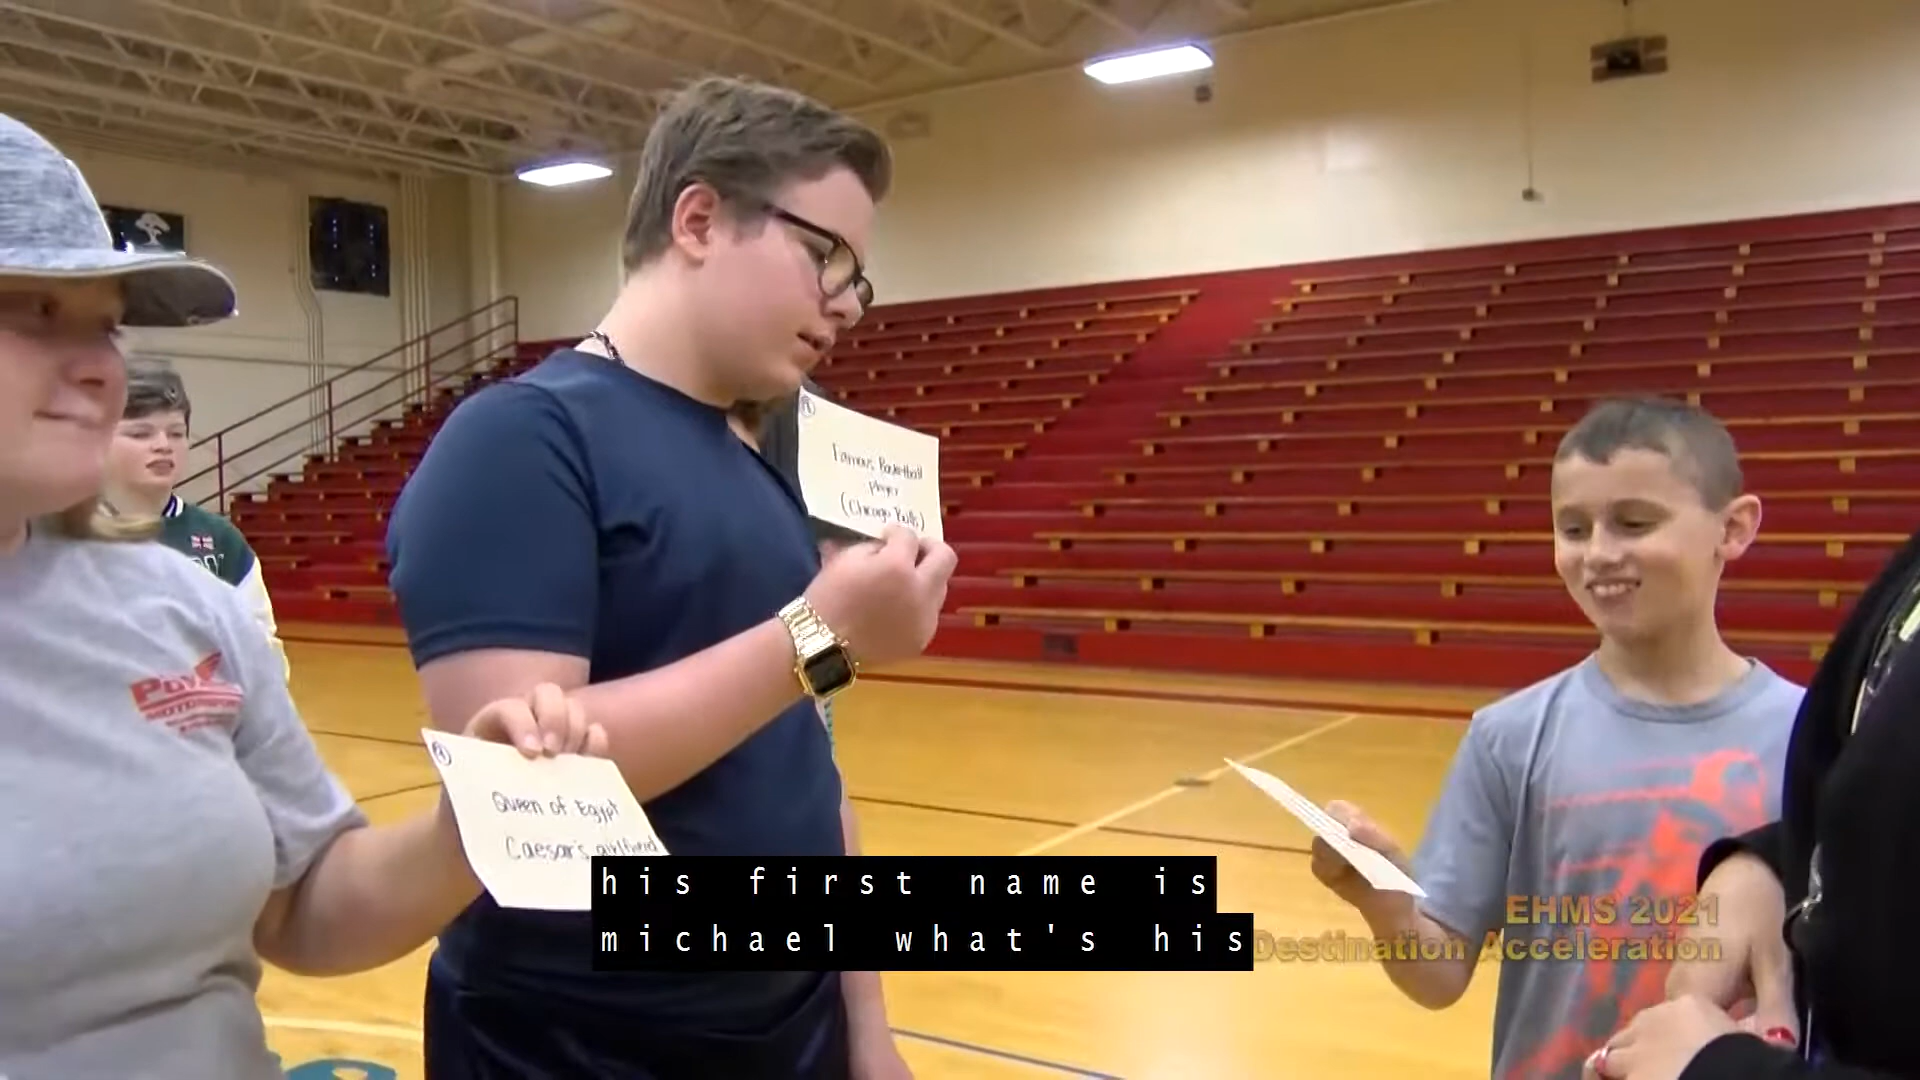 Famous Basketball
player
(Chicago Bulls)
Queen of Egypt
Caesar's girlfriend
his first name is
michael what's his
EHMS 2021
Destination Acceleration